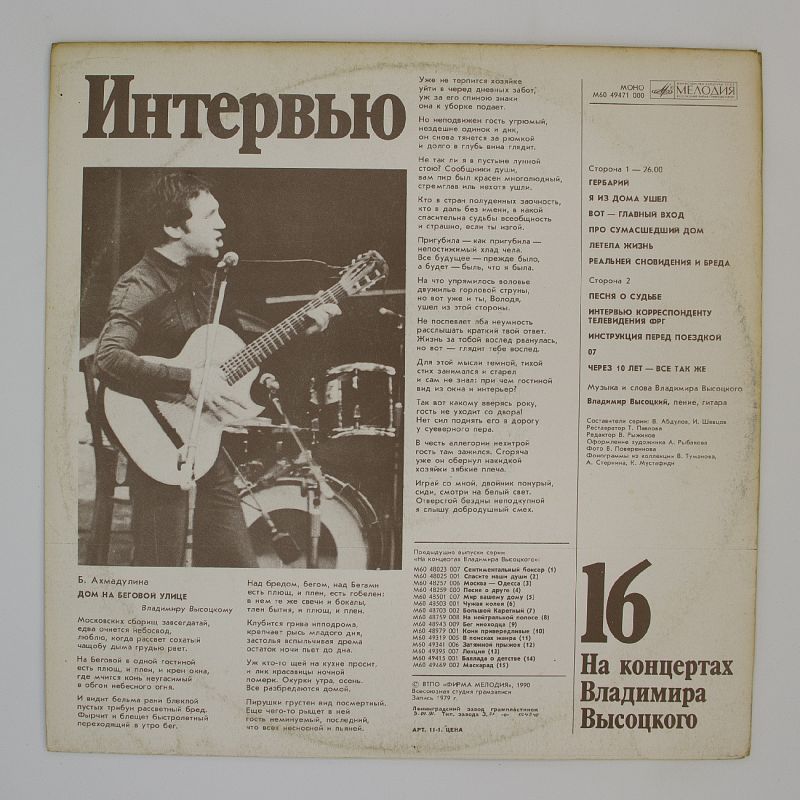 Интервью
МОНО
М60 49471 000
МЕЛОДИЯ
Сторона 1 — 26.00
ГЕРБАРИЙ
Я ИЗ ДОМА УШЕЛ
ВОТ — ГЛАВНЫЙ ВХОД
ПРО СУМАСШЕДШИЙ ДОМ
ЛЕТЕЛА ЖИЗНЬ
РЕАЛЬНЕЙ СНОВИДЕНИЯ И БРЕДА
Сторона 2
ПЕСНЯ О СУДЬБЕ
ИНТЕРВЬЮ КОРРЕСПОНДЕНТУ
ТЕЛЕВИДЕНИЯ ФРГ
ИНСТРУКЦИЯ ПЕРЕД ПОЕЗДКОЙ
07
ЧЕРЕЗ 10 ЛЕТ — ВСЕ ТАК ЖЕ
Музыка и слова Владимира Высоцкого
Владимир Высоцкий, пение, гитара
Составители серии: В. Абдулов, И. Шевцов
Реставратор Т. Павлова
Редактор В. Рыжиков
Оформление художника А. Рыбакова
Фото В. Поверенова
Фонограммы из коллекции В. Туманова,
А. Стернина, К. Мустафиди
Б. Ахмадулина
ДОМ НА БЕГОВОЙ УЛИЦЕ
Владимиру Высоцкому
Московских сборищ завсегдатай,
едва очнется небосвод,
люблю, когда рассвет сохатый
чащобу дыма грудью рвет.
На Беговой в одной гостиной
есть плющ, и плен, и крен окна,
где мчится конь неугасимый
в обгон небесного огня.
И видит бельма рани блеклой
пустых трибун рассветный бред.
Фырчит и блещет быстролетный
переходящий в утро бег.
Над бредом, бегом, над Бегами
есть плющ, и плен, есть гобелен:
в нем те же свечи и бокалы,
тлен бытия, и плющ, и плен.
Клубится грива ипподрома,
крепчает рысь младого дня,
застолья вспыльчивая дрема
остаток ночи пьет до дна.
Уж кто-то щей на кухне просит,
и лик красавицы ночной
померк. Окурки утра, осень.
Все разбредаются домой.
Пирушки грустен вид посмертный.
Еще чего-то рыщет в ней
гость неминуемый, последний,
что всех несносней и пьяней.
Уже не терпится хозяйке
уйти в черед дневных забот,
уж за его спиною знаки
она к уборке подает.
Но неподвижен гость угрюмый,
нездешне одинок и дик,
он снова тянется за рюмкой
и долго в глубь вина глядит.
Не так ли я в пустыне лунной
стою? Сообщники души,
вам пир был красен многолюдный,
стремглав иль нехотя ушли.
Кто в стран полуденных заочность,
кто в даль без имени, в какой
спасительна судьбы всеобщность
и страшно, если ты изгой.
Пригубила — как пригубила —
непостижимый хлад чела.
Все будущее — прежде было,
а будет — быль, что я была.
На что упрямилось воловье
двужилье горловой струны,
но вот уже и ты, Володя,
ушел из этой стороны.
Не поспевает лба неумность
расслышать краткий твой ответ.
Жизнь за тобой вослед рванулась,
но вот — глядит тебе вослед.
Для этой мысли темной, тихой
стих занимался и старел
и сам не знал: при чем гостиной
вид из окна и интерьер?
Так вот какому вверяясь року,
гость не уходит со двора!
Нет сил поднять его в дорогу
у суеверного пера.
В честь аллегории нехитрой
гость там зажился. Сгоряча
уже он обернул накидкой
хозяйки зябкие плеча.
Играй со мной, двойник понурый,
сиди, смотри на белый свет.
Отверстой бездны неподкупной
я слышу добродушный смех.
Предыдущие выпуски серии
«На концертах Владимира Высоцкого»:
М60 48023 007 Сентиментальный боксер (1)
М60 48025 001 Спасите наши души (2)
М60 48257 006 Москва — Одесса (3)
М60 48259 000 Песня о друге (4)
М60 48501 009 Мир вашему дому (5)
М60 48503 003 Чужая колея (6)
М60 48703 005 Большой Каретный (7)
М60 48759 008 На нейтральной полосе (8)
М60 Бег иноходца (9)
М60 48979 001 Кони привередливые (10)
М60 49319 005 В поисках жанра (11)
М60 49341 006 Затяжной прыжок (12)
М60 49395 007 Лекция (13)
М60 49415 001 Баллада о детстве (14)
М60 49469 002 Маскарад (15)
© ВТПО «ФИРМА МЕЛОДИЯ», 1990
Всесоюзная студия грамзаписи
Запись 1979 г.
Ленинградский завод грампластинок
Тип. завода
АРТ. 11-1. ЦЕНА
16
На концертах
Владимира
Высоцкого